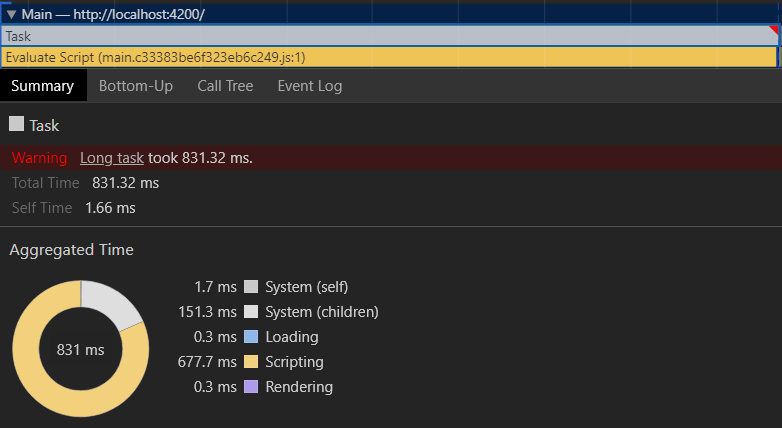 Main — http://localhost:4200/
Task
Evaluate Script (main.c33383be6f323eb6c249.js:1)
Summary Bottom-Up Call Tree Event Log
Task
Warning Long task took 831.32 ms.
Total Time 831.32 ms
Self Time 1.66 ms
Aggregated Time
831 ms
1.7 ms System (self)
151.3 ms System (children)
0.3 ms Loading
677.7 ms Scripting
0.3 ms Rendering